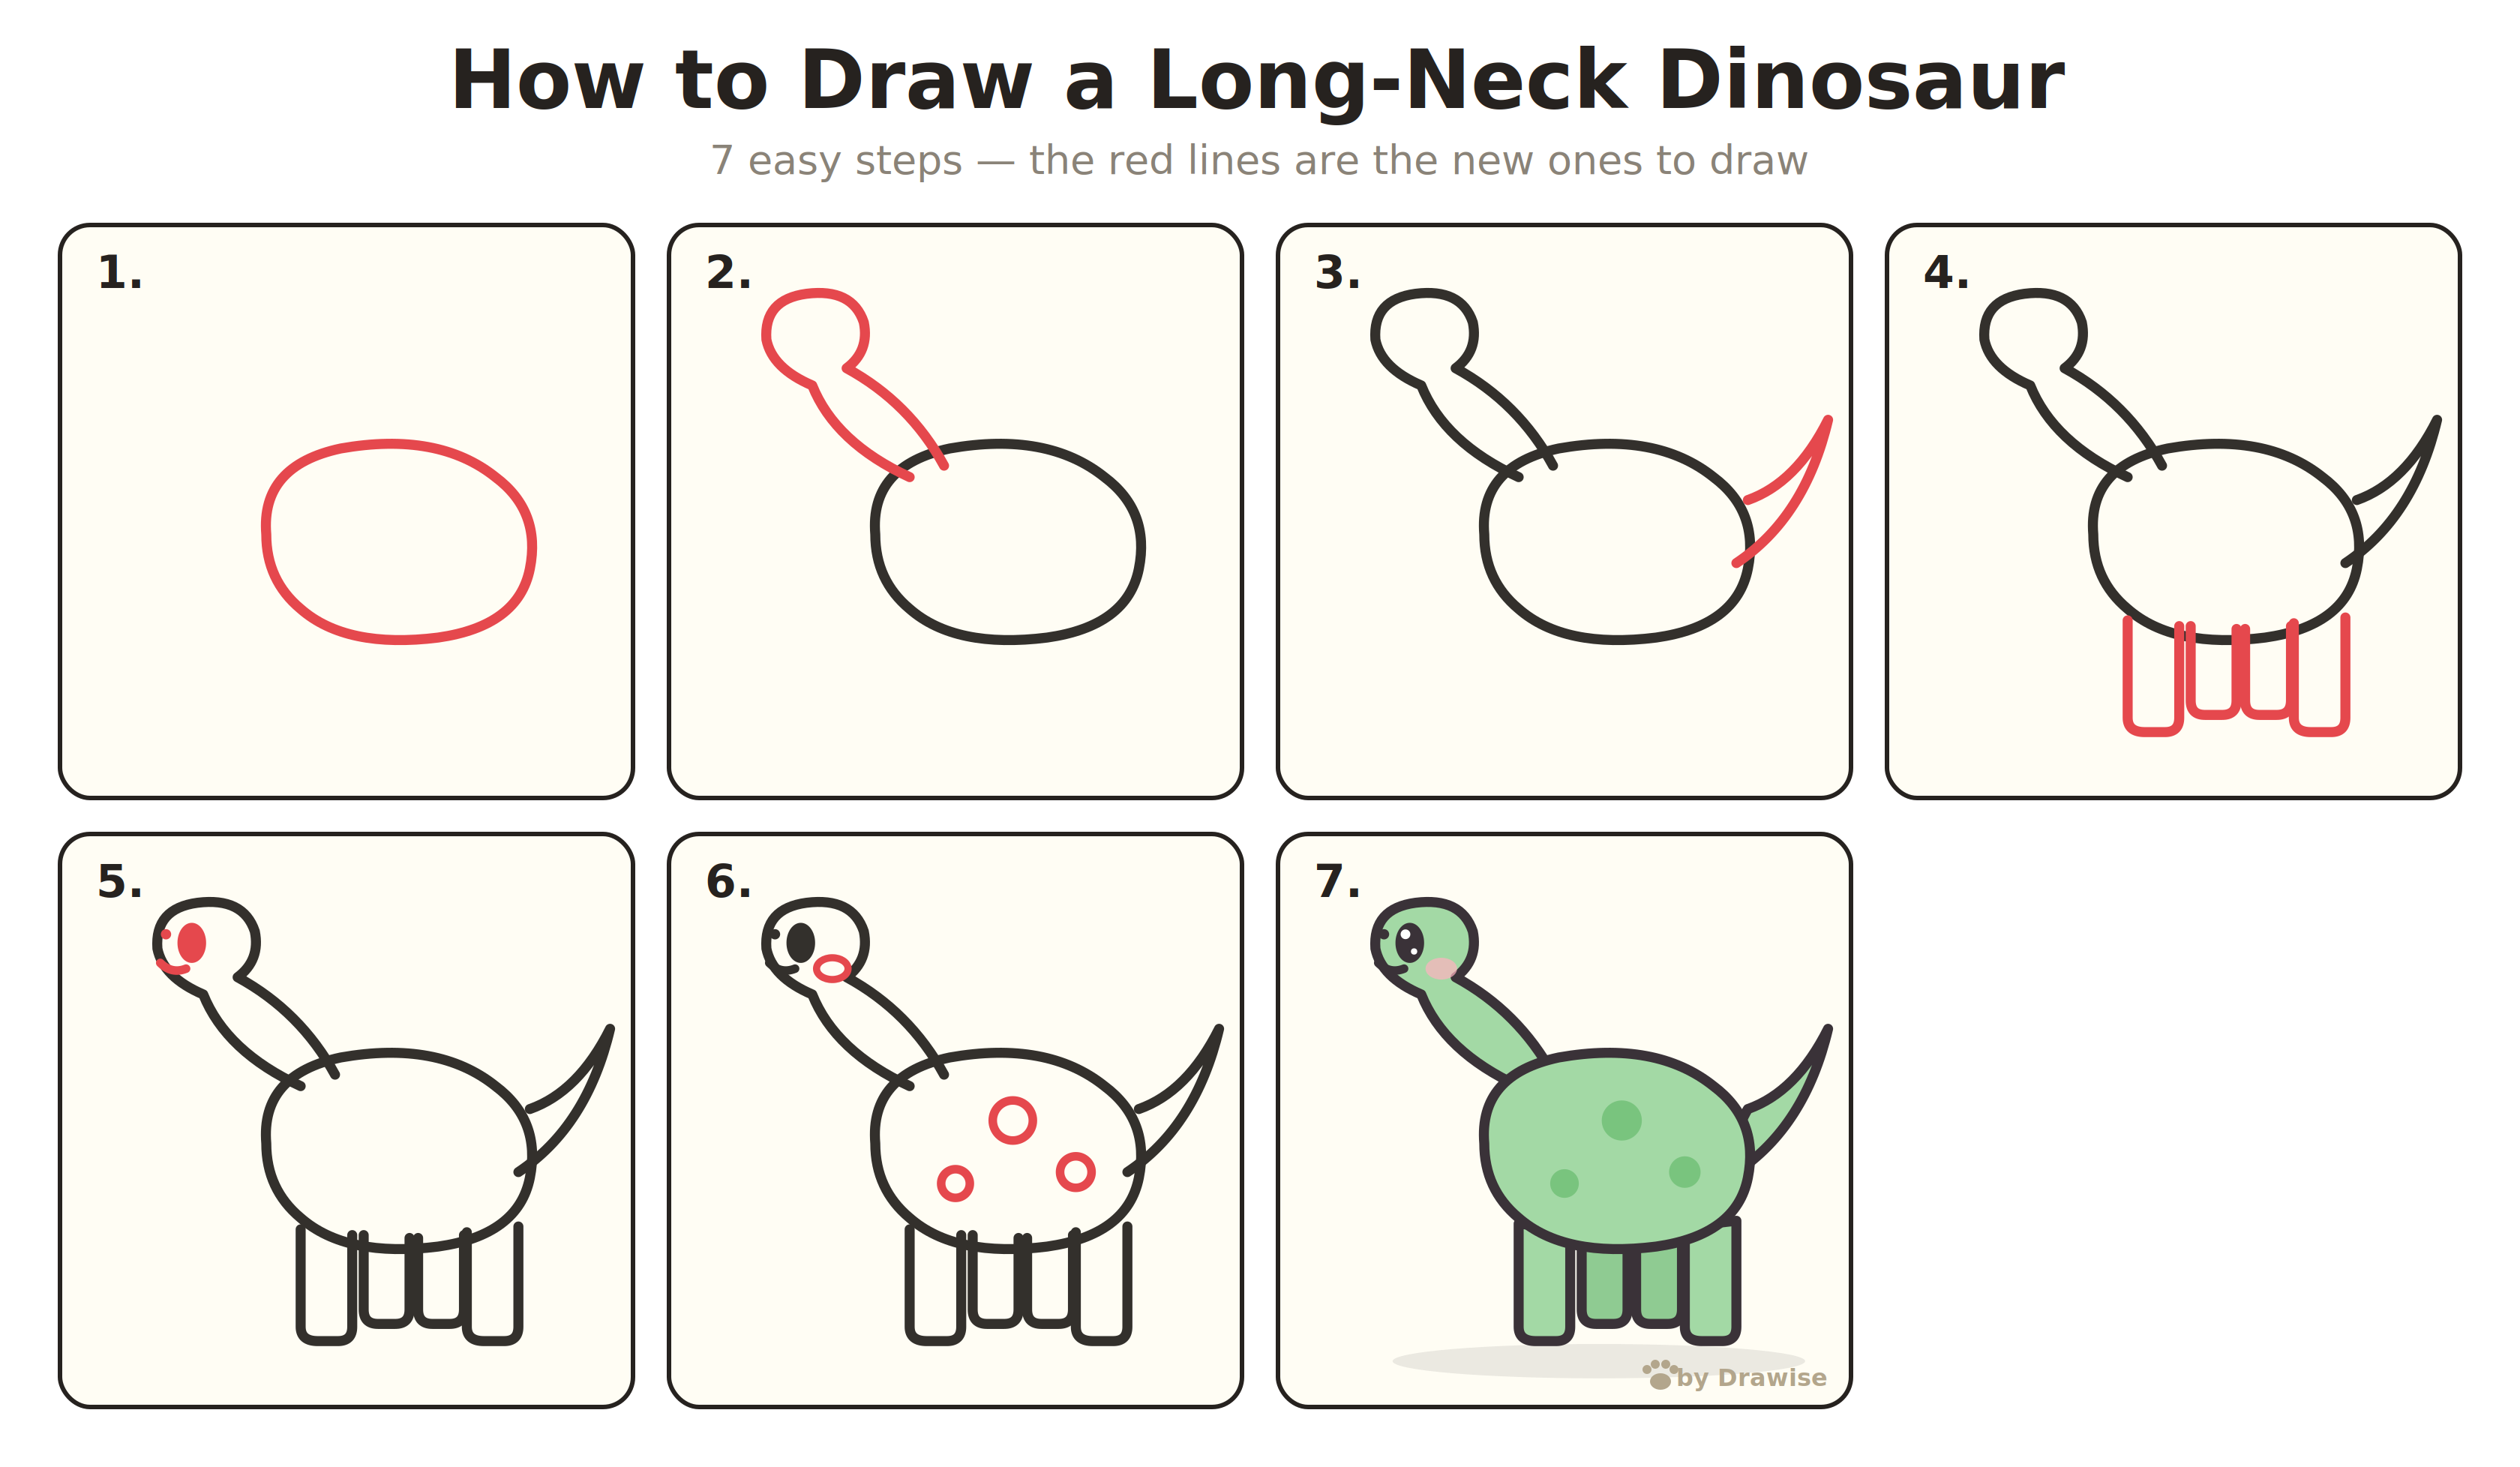 How to Draw a Long-Neck Dinosaur
7 easy steps — the red lines are the new ones to draw
1.
2.
3.
4.
5.
6.
7.
by Drawise